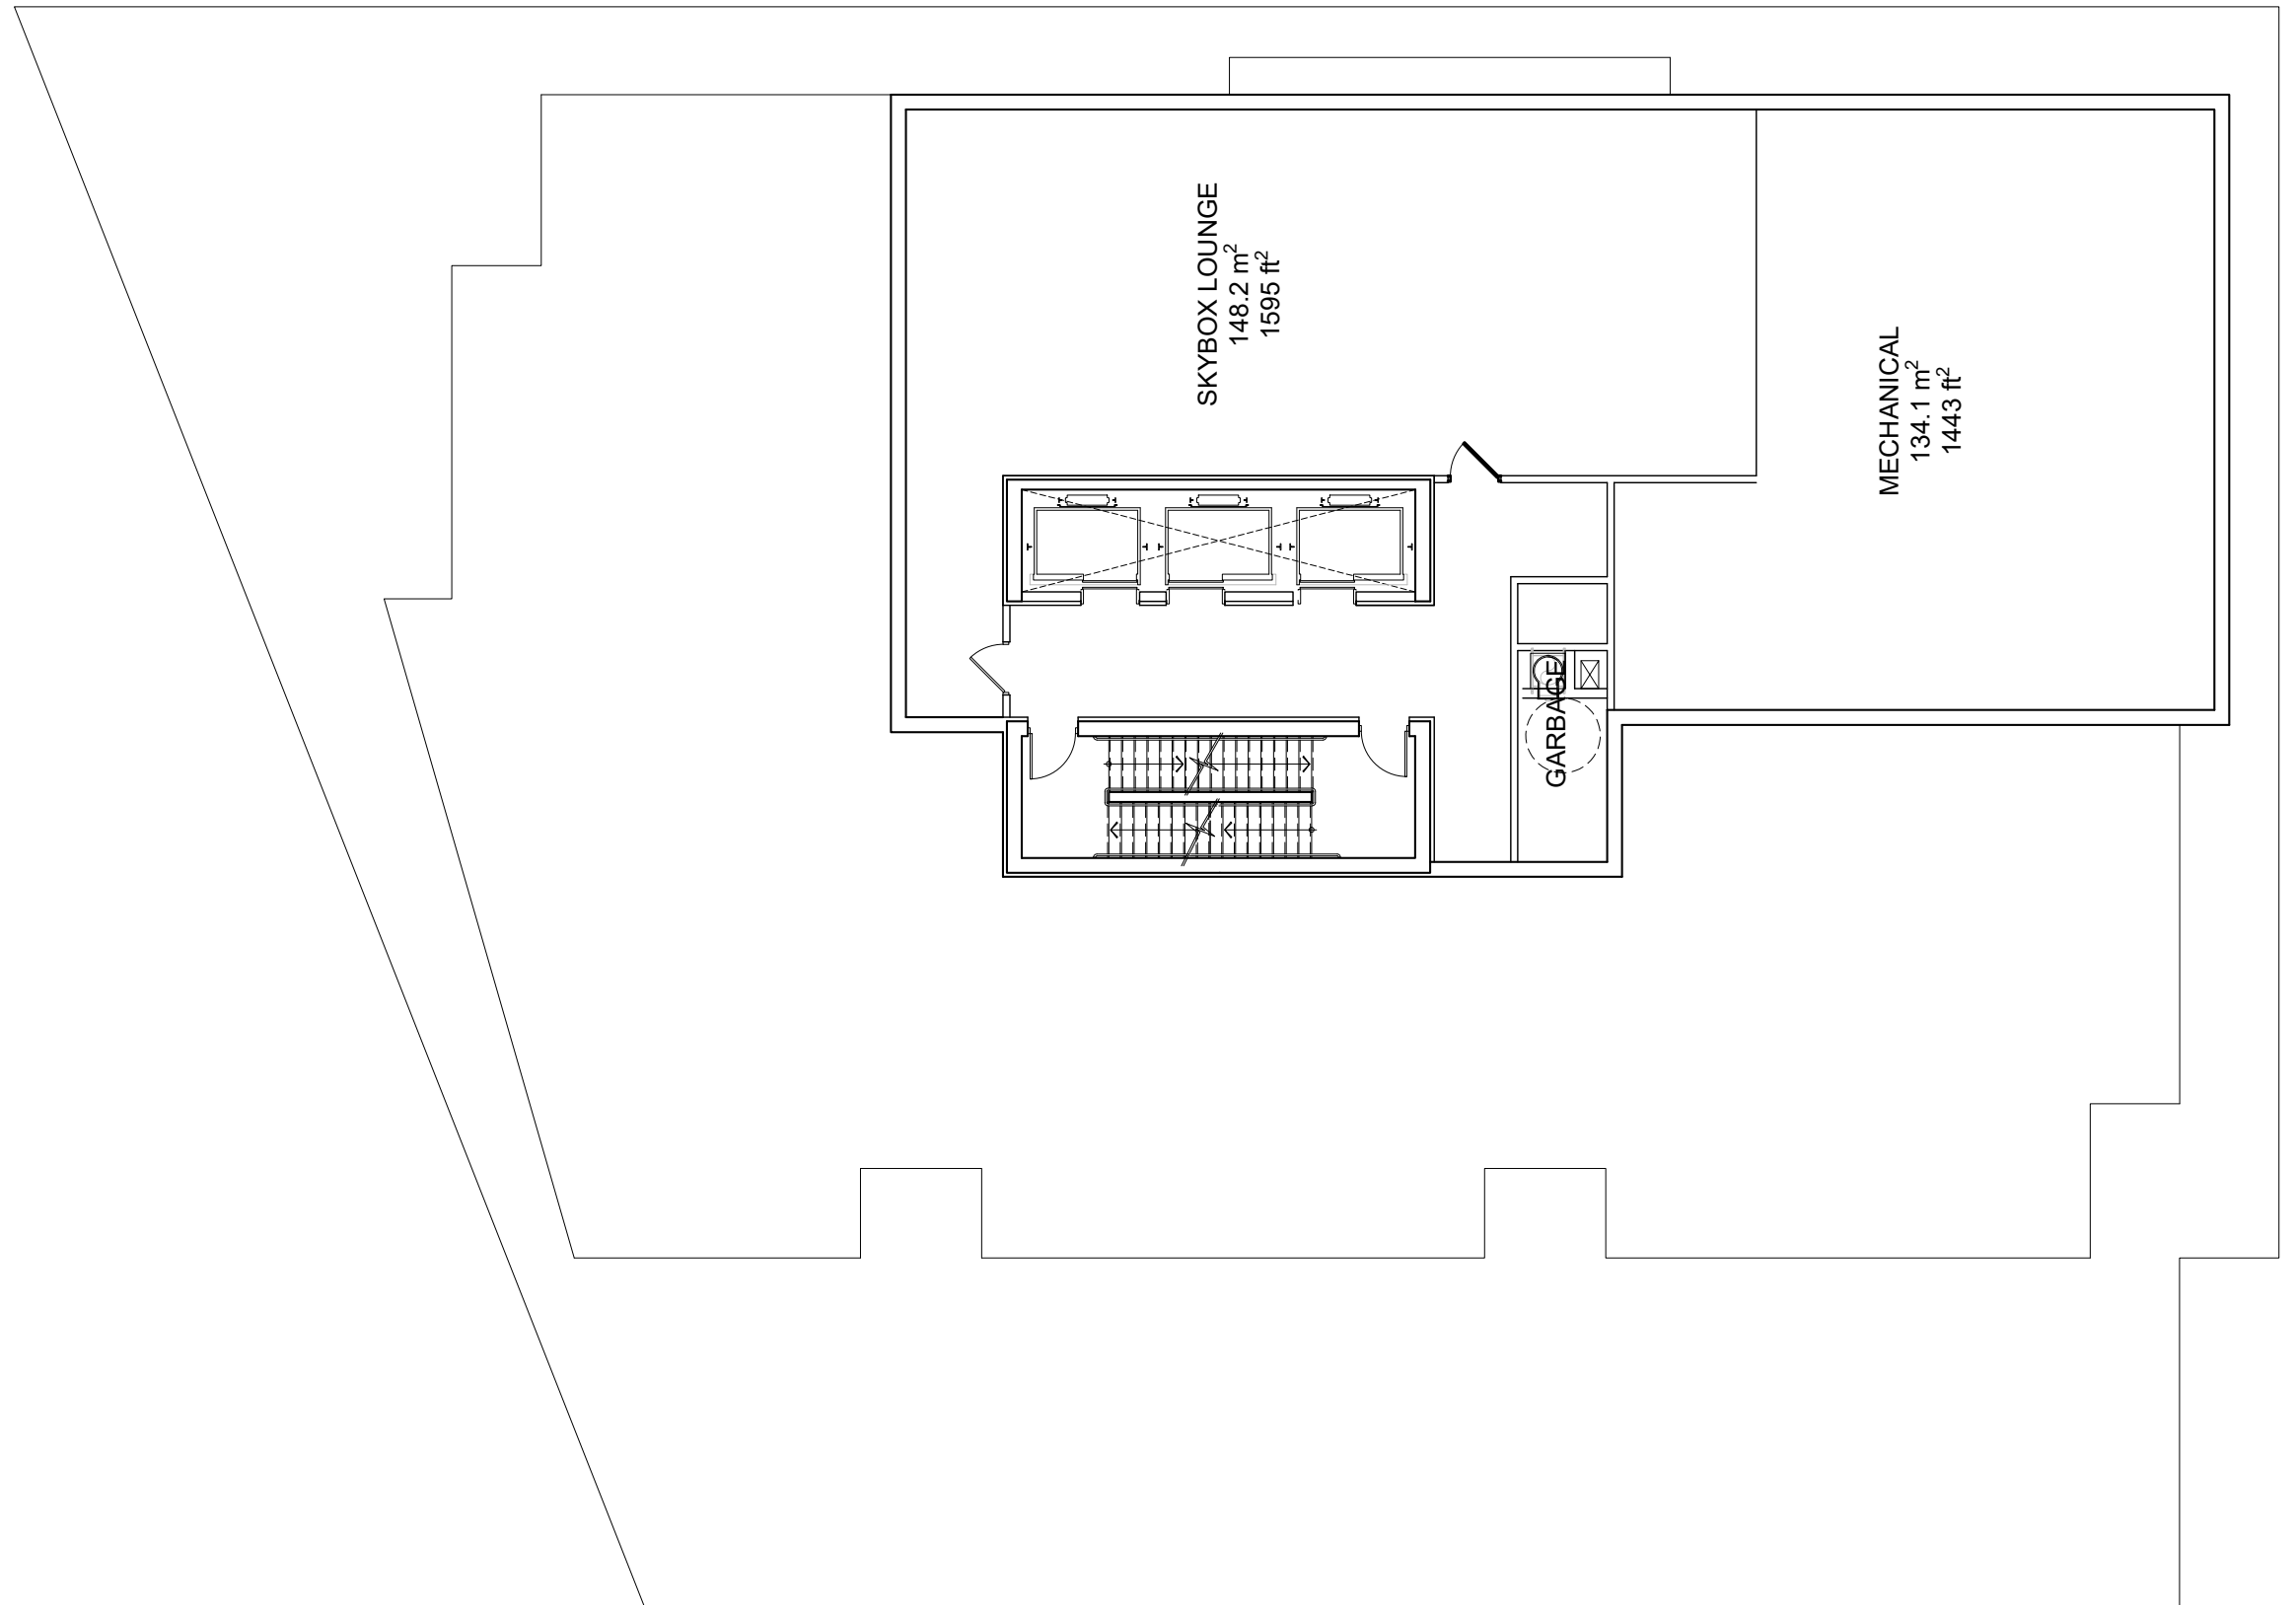 SKYBOX LOUNGE
148.2 m²
1595 ft²
MECHANICAL
134.1 m²
1443 ft²
GARBAGE